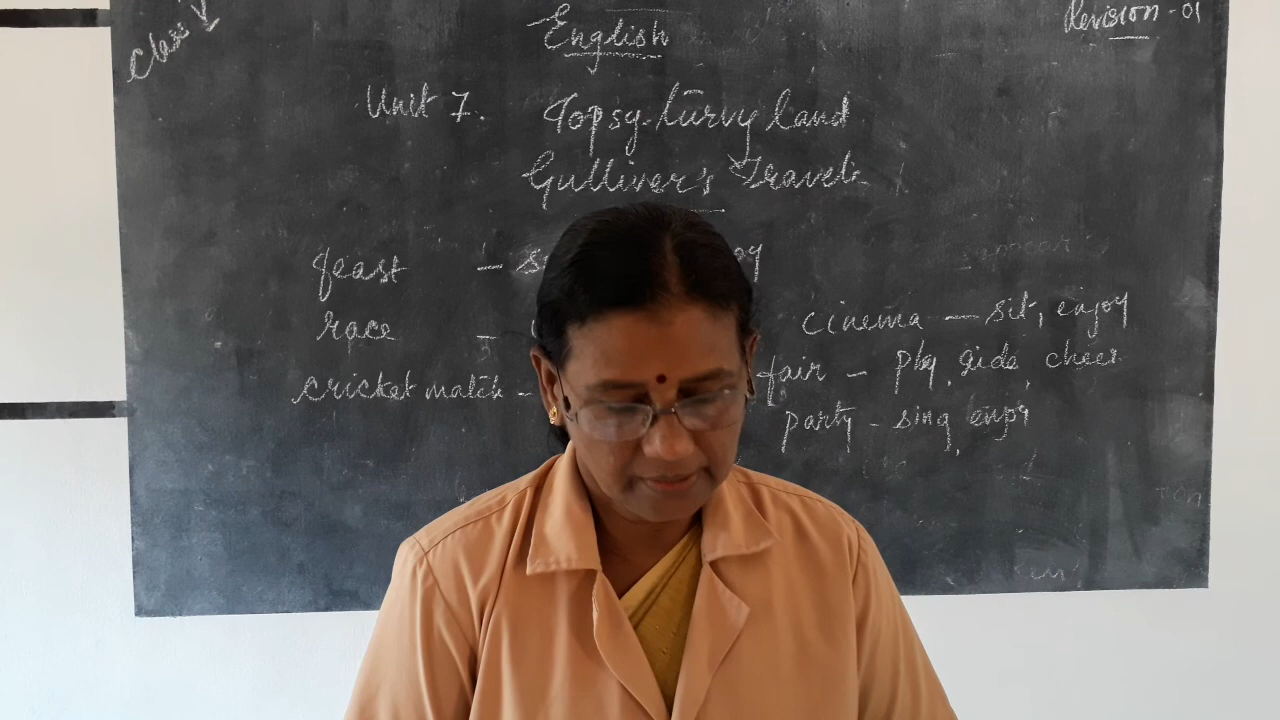 Class V
English
Revision - 01
Unit 7. Topsy-turvy land
Gulliver's Travels
feast -
race -
cricket match -
cinema - sit, enjoy
fair - play, ride, cheer
party - sing,